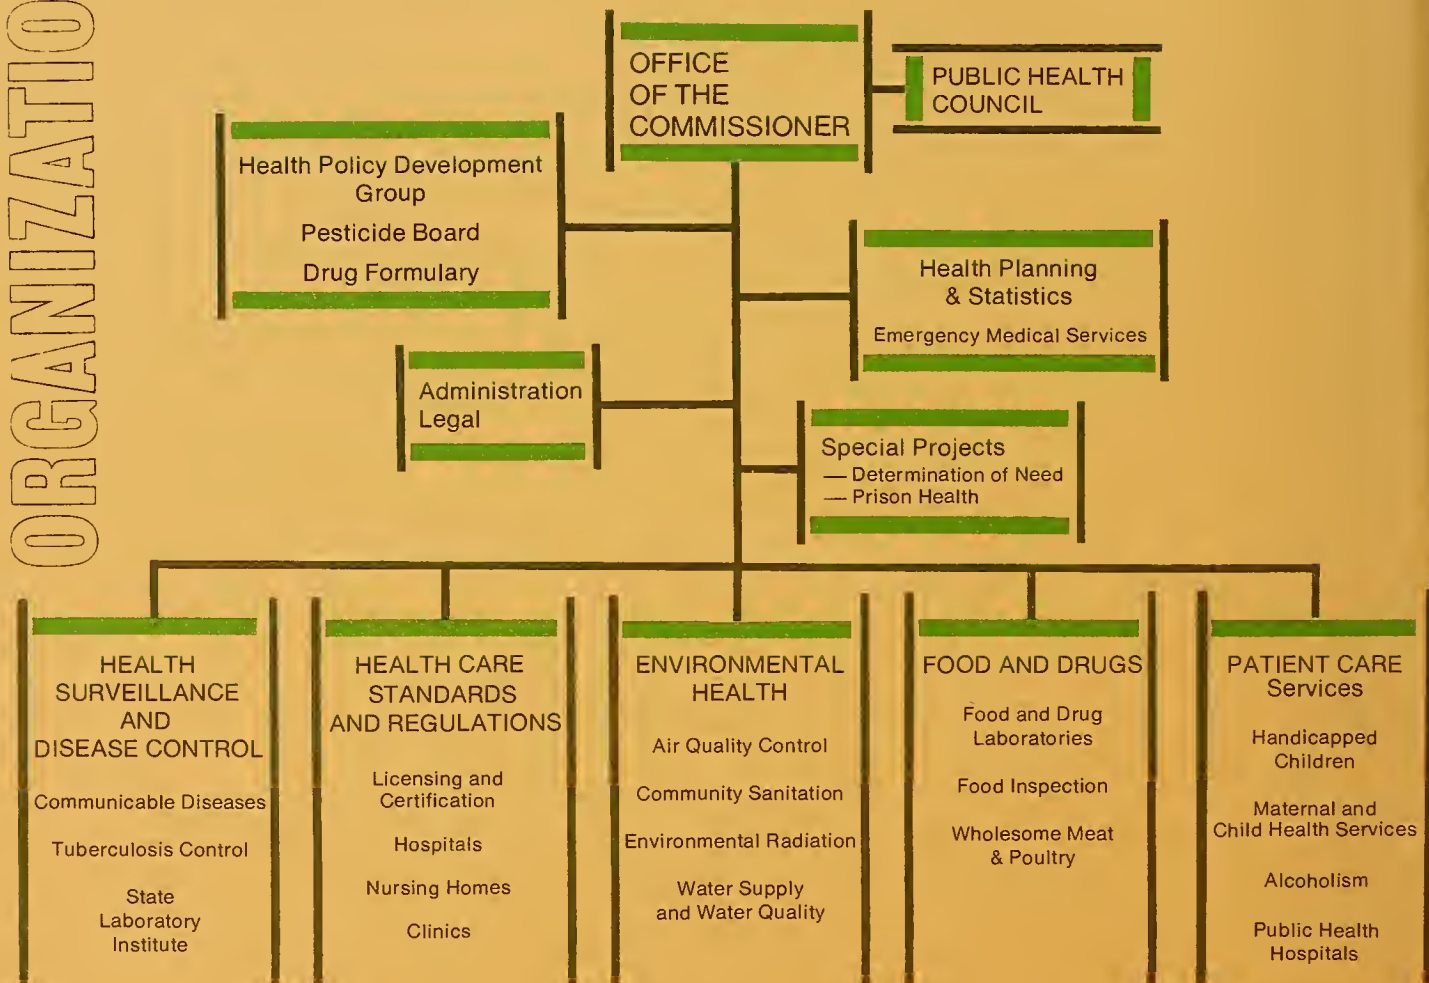 ORGANIZATIO
OFFICE
OF THE
COMMISSIONER
PUBLIC HEALTH
COUNCIL
Health Policy Development
Group
Pesticide Board
Drug Formulary
Health Planning
& Statistics
Emergency Medical Services
Administration
Legal
Special Projects
— Determination of Need
— Prison Health
HEALTH
SURVEILLANCE
AND
DISEASE CONTROL
Communicable Diseases
Tuberculosis Control
State
Laboratory
Institute
HEALTH CARE
STANDARDS
AND REGULATIONS
Licensing and
Certification
Hospitals
Nursing Homes
Clinics
ENVIRONMENTAL
HEALTH
Air Quality Control
Community Sanitation
Environmental Radiation
Water Supply
and Water Quality
FOOD AND DRUGS
Food and Drug
Laboratories
Food Inspection
Wholesome Meat
& Poultry
PATIENT CARE
Services
Handicapped
Children
Maternal and
Child Health Services
Alcoholism
Public Health
Hospitals